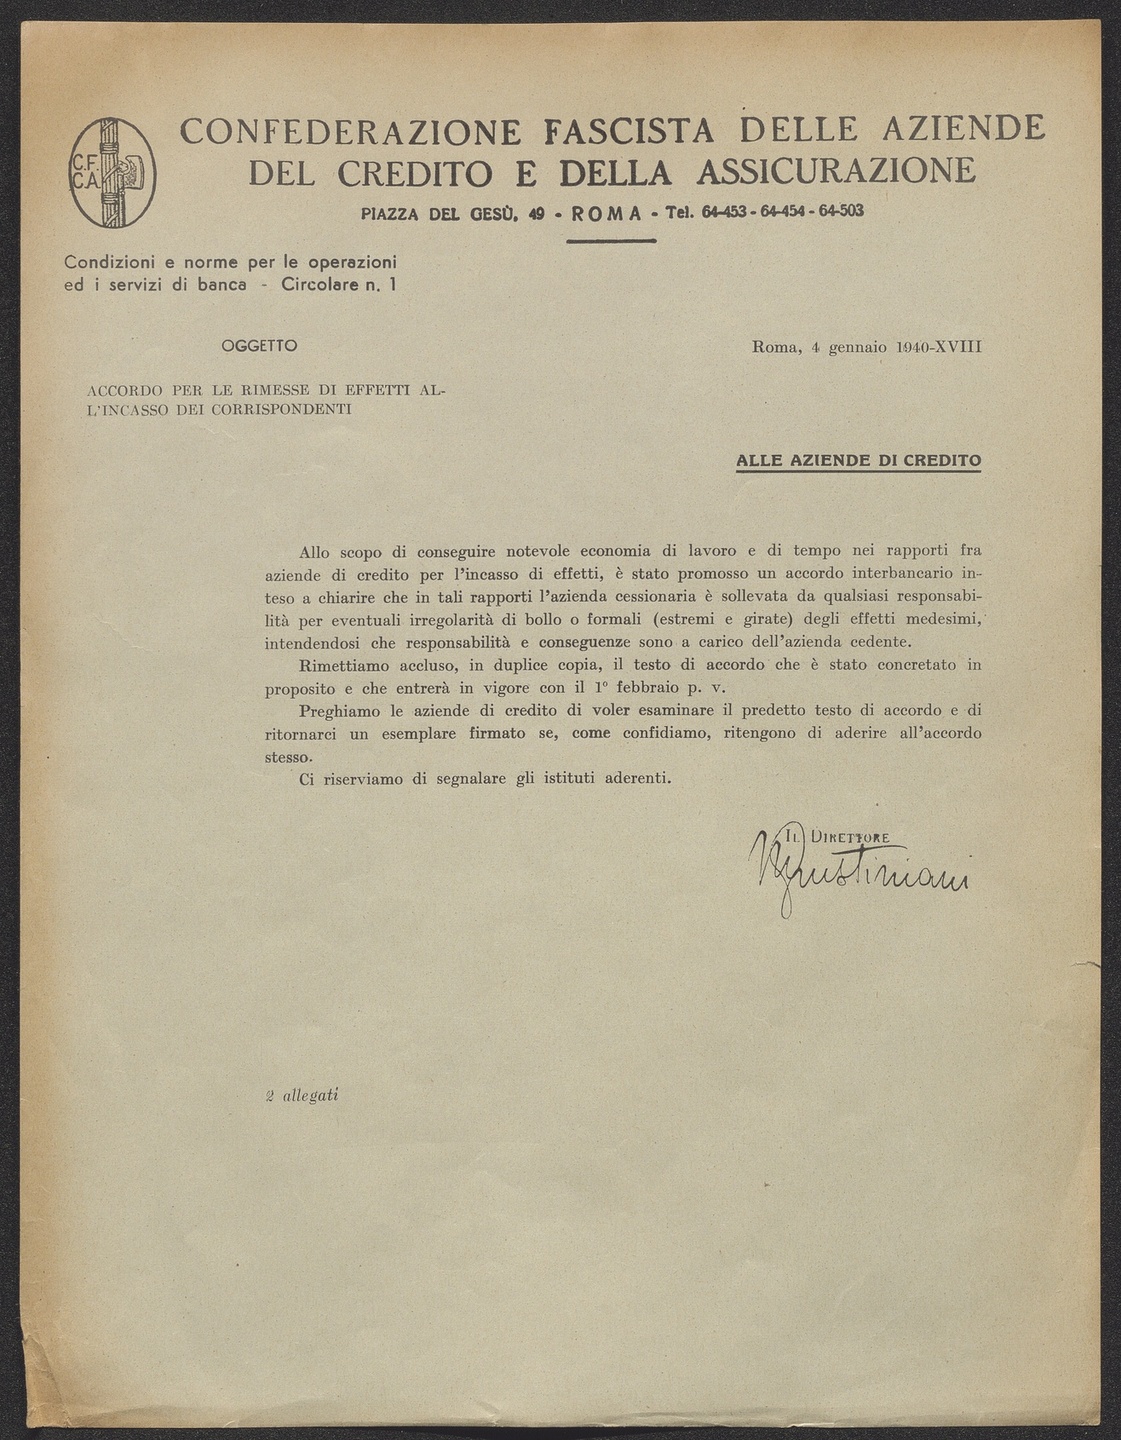 C.F.
C.A.
CONFEDERAZIONE FASCISTA DELLE AZIENDE
DEL CREDITO E DELLA ASSICURAZIONE
PIAZZA DEL GESÙ, 49 - ROMA - Tel. 64-453 - 64-454 - 64-503
Condizioni e norme per le operazioni
ed i servizi di banca - Circolare n. 1
OGGETTO
Roma, 4 gennaio 1940-XVIII
ACCORDO PER LE RIMESSE DI EFFETTI AL-
L'INCASSO DEI CORRISPONDENTI
ALLE AZIENDE DI CREDITO
Allo scopo di conseguire notevole economia di lavoro e di tempo nei rapporti fra
aziende di credito per l'incasso di effetti, è stato promosso un accordo interbancario in-
teso a chiarire che in tali rapporti l'azienda cessionaria è sollevata da qualsiasi responsabi-
lità per eventuali irregolarità di bollo o formali (estremi e girate) degli effetti medesimi,
intendendosi che responsabilità e conseguenze sono a carico dell'azienda cedente.
Rimettiamo accluso, in duplice copia, il testo di accordo che è stato concretato in
proposito e che entrerà in vigore con il 1° febbraio p. v.
Preghiamo le aziende di credito di voler esaminare il predetto testo di accordo e di
ritornarci un esemplare firmato se, come confidiamo, ritengono di aderire all'accordo
stesso.
Ci riserviamo di segnalare gli istituti aderenti.
IL DIRETTORE
Giustiniani
2 allegati